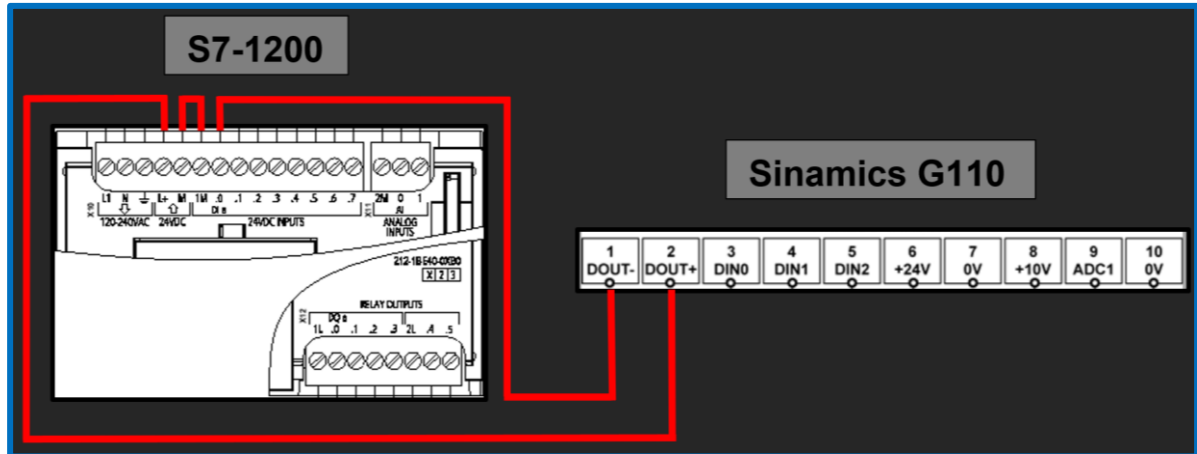 S7-1200
L1 N L+ M 1M .0 .1 .2 .3 .4 .5 .6 .7 2M 0 1
X10 DI a X11 AI
120-240VAC 24VDC 24VDC INPUTS ANALOG
INPUTS
212-1BE40-0XB0
X 2 3
RELAY OUTPUTS
X12 DQ a
1L .0 .1 .2 .3 2L .4 .5
Sinamics G110
1 2 3 4 5 6 7 8 9 10
DOUT- DOUT+ DIN0 DIN1 DIN2 +24V 0V +10V ADC1 0V